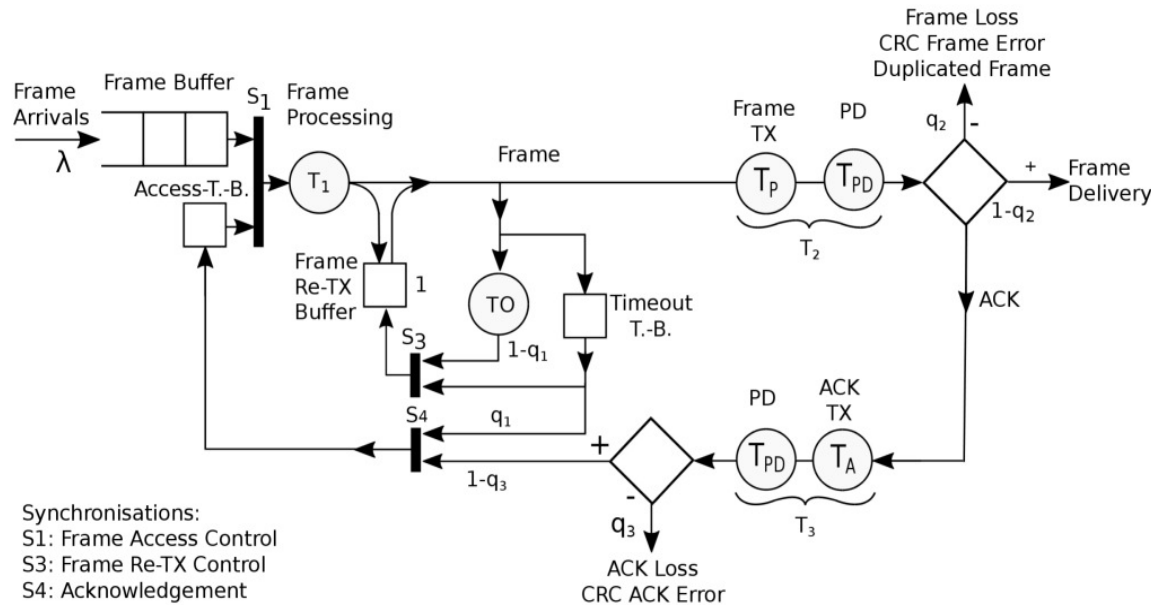 Frame Loss
CRC Frame Error
Duplicated Frame
Frame
Arrivals
λ
Frame Buffer
S1
Frame
Processing
Access-T.-B.
T1
Frame
Frame
TX
PD
TP
TPD
T2
q2
-
+
1-q2
Frame
Delivery
Frame
Re-TX
Buffer
1
TO
Timeout
T.-B.
1-q1
S3
ACK
S4
q1
1-q3
+
-
q3
PD
ACK
TX
TPD
TA
T3
ACK Loss
CRC ACK Error
Synchronisations:
S1: Frame Access Control
S3: Frame Re-TX Control
S4: Acknowledgement